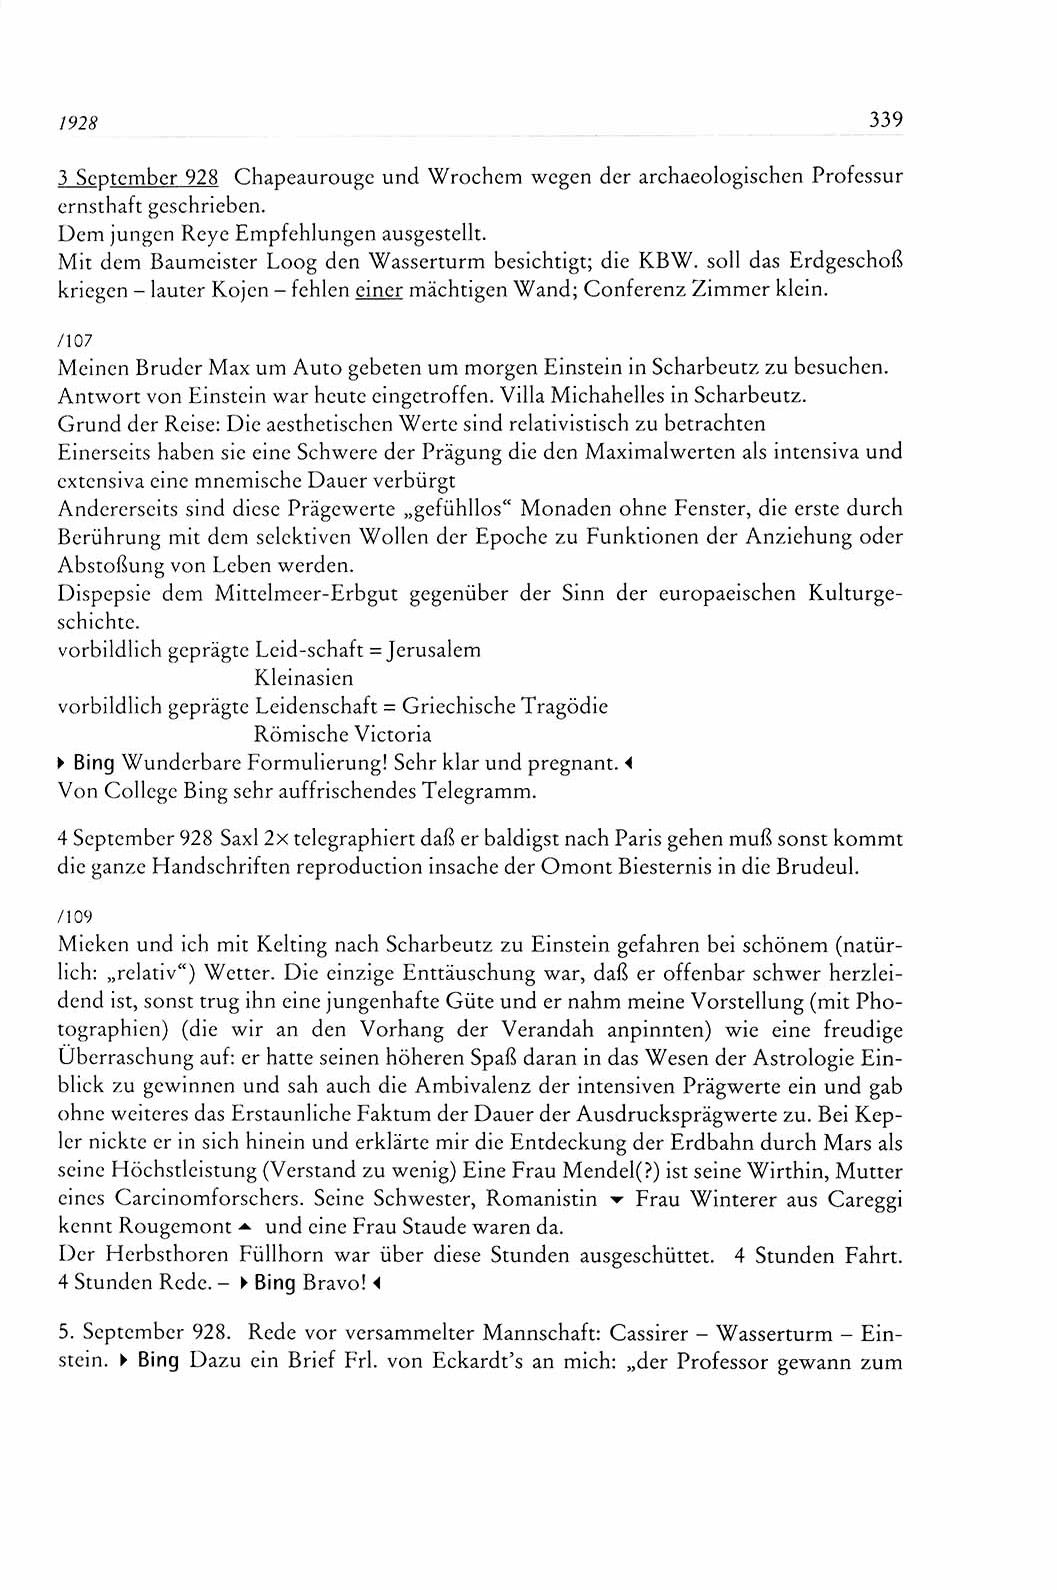 1928 339
3 September 928 Chapeaurouge und Wrochem wegen der archaeologischen Professur
ernsthaft geschrieben.
Dem jungen Reye Empfehlungen ausgestellt.
Mit dem Baumeister Loog den Wasserturm besichtigt; die KBW. soll das Erdgeschoß
kriegen – lauter Kojen – fehlen einer mächtigen Wand; Conferenz Zimmer klein.
/107
Meinen Bruder Max um Auto gebeten um morgen Einstein in Scharbeutz zu besuchen.
Antwort von Einstein war heute eingetroffen. Villa Michahelles in Scharbeutz.
Grund der Reise: Die aesthetischen Werte sind relativistisch zu betrachten
Einerseits haben sie eine Schwere der Prägung die den Maximalwerten als intensiva und
extensiva eine mnemische Dauer verbürgt
Andererseits sind diese Prägewerte „gefühllos“ Monaden ohne Fenster, die erste durch
Berührung mit dem selektiven Wollen der Epoche zu Funktionen der Anziehung oder
Abstoßung von Leben werden.
Dispepsie dem Mittelmeer-Erbgut gegenüber der Sinn der europaeischen Kulturge-
schichte.
vorbildlich geprägte Leid-schaft = Jerusalem
Kleinasien
vorbildlich geprägte Leidenschaft = Griechische Tragödie
Römische Victoria
▸ Bing Wunderbare Formulierung! Sehr klar und pregnant. ◂
Von College Bing sehr auffrischendes Telegramm.
4 September 928 Saxl 2x telegraphiert daß er baldigst nach Paris gehen muß sonst kommt
die ganze Handschriften reproduction insache der Omont Biesternis in die Brudeul.
/109
Mieken und ich mit Kelting nach Scharbeutz zu Einstein gefahren bei schönem (natür-
lich: „relativ“) Wetter. Die einzige Enttäuschung war, daß er offenbar schwer herzlei-
dend ist, sonst trug ihn eine jungenhafte Güte und er nahm meine Vorstellung (mit Pho-
tographien) (die wir an den Vorhang der Verandah anpinnten) wie eine freudige
Überraschung auf: er hatte seinen höheren Spaß daran in das Wesen der Astrologie Ein-
blick zu gewinnen und sah auch die Ambivalenz der intensiven Prägwerte ein und gab
ohne weiteres das Erstaunliche Faktum der Dauer der Ausdrucksprägwerte zu. Bei Kep-
ler nickte er in sich hinein und erklärte mir die Entdeckung der Erdbahn durch Mars als
seine Höchstleistung (Verstand zu wenig) Eine Frau Mendel(?) ist seine Wirthin, Mutter
eines Carcinomforschers. Seine Schwester, Romanistin ▾ Frau Winterer aus Careggi
kennt Rougemont ▴ und eine Frau Staude waren da.
Der Herbsthoren Füllhorn war über diese Stunden ausgeschüttet. 4 Stunden Fahrt.
4 Stunden Rede. – ▸ Bing Bravo! ◂
5. September 928. Rede vor versammelter Mannschaft: Cassirer – Wasserturm – Ein-
stein. ▸ Bing Dazu ein Brief Frl. von Eckardt's an mich: „der Professor gewann zum